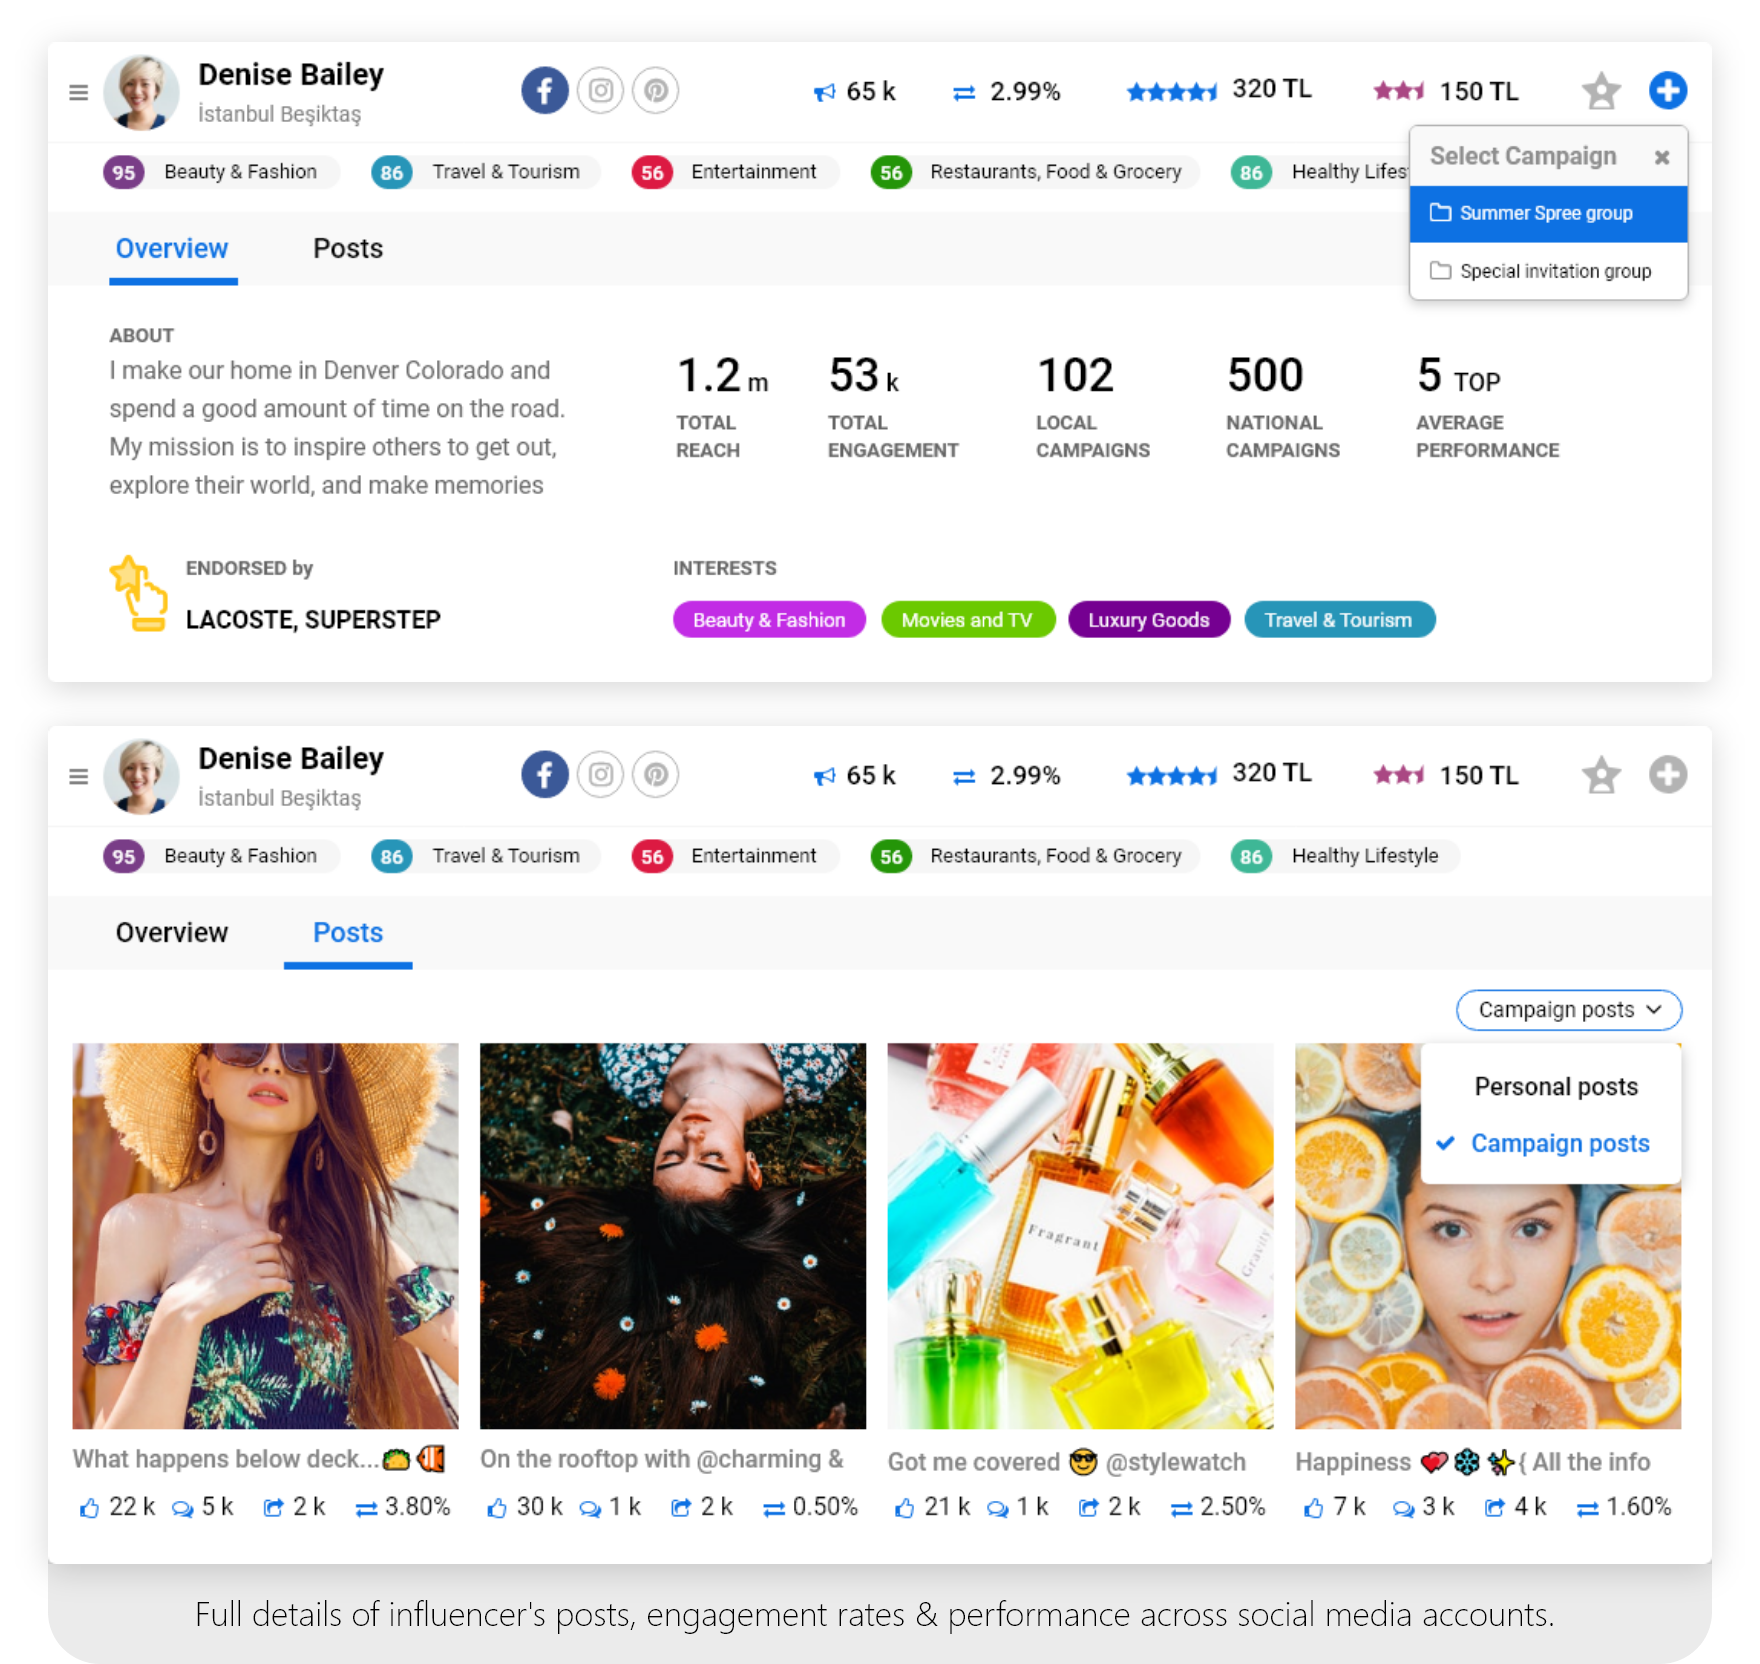 Denise Bailey
İstanbul Beşiktaş
65 k
2.99%
320 TL
150 TL
95 Beauty & Fashion
86 Travel & Tourism
56 Entertainment
56 Restaurants, Food & Grocery
86 Healthy Lifes
Select Campaign
Summer Spree group
Special invitation group
Overview
Posts
ABOUT
I make our home in Denver Colorado and
spend a good amount of time on the road.
My mission is to inspire others to get out,
explore their world, and make memories
1.2 m
TOTAL
REACH
53 k
TOTAL
ENGAGEMENT
102
LOCAL
CAMPAIGNS
500
NATIONAL
CAMPAIGNS
5 TOP
AVERAGE
PERFORMANCE
ENDORSED by
LACOSTE, SUPERSTEP
INTERESTS
Beauty & Fashion
Movies and TV
Luxury Goods
Travel & Tourism
Denise Bailey
İstanbul Beşiktaş
65 k
2.99%
320 TL
150 TL
95 Beauty & Fashion
86 Travel & Tourism
56 Entertainment
56 Restaurants, Food & Grocery
86 Healthy Lifestyle
Overview
Posts
Campaign posts
Personal posts
Campaign posts
Fragrant
Gravity
What happens below deck...
22 k 5 k 2 k 3.80%
On the rooftop with @charming &
30 k 1 k 2 k 0.50%
Got me covered 😎 @stylewatch
21 k 1 k 2 k 2.50%
Happiness 💞❄✨{ All the info
7 k 3 k 4 k 1.60%
Full details of influencer's posts, engagement rates & performance across social media accounts.